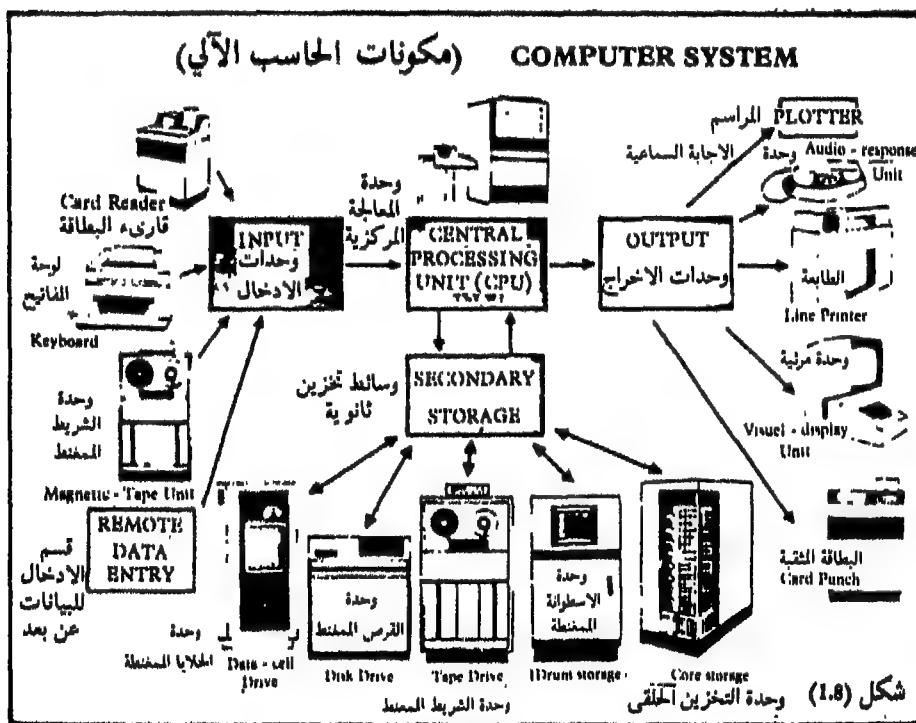 COMPUTER SYSTEM (مكونات الحاسب الآلي)
Card Reader
قارىء البطاقة
لوحة
المفاتيح
Keyboard
وحدة
الشريط
الممغنط
Magnetic - Tape Unit
REMOTE
DATA
ENTRY
قسم
الادخال
للبيانات
عن بعد
INPUT
وحدات
الادخال
وحدة
المعالجة
المركزية
CENTRAL
PROCESSING
UNIT (CPU)
OUTPUT
وحدات الاخراج
المراسم PLOTTER
وحدة الاجابة السماعية
Audio - response
Unit
الطابعة
Line Printer
وحدة مرئية
Visuel - display
Unit
البطاقة المثقبة
Card Punch
وسائط تخزين
ثانوية
SECONDARY
STORAGE
وحدة
الخلايا الممغنطة
Data - sell
Drive
وحدة
القرص الممغنط
Disk Drive
Tape Drive
وحدة الشريط الممغنط
وحدة
الاسطوانة
الممغنطة
Drum storage
Core storage
وحدة التخزين الحلقي
شكل (1.8)